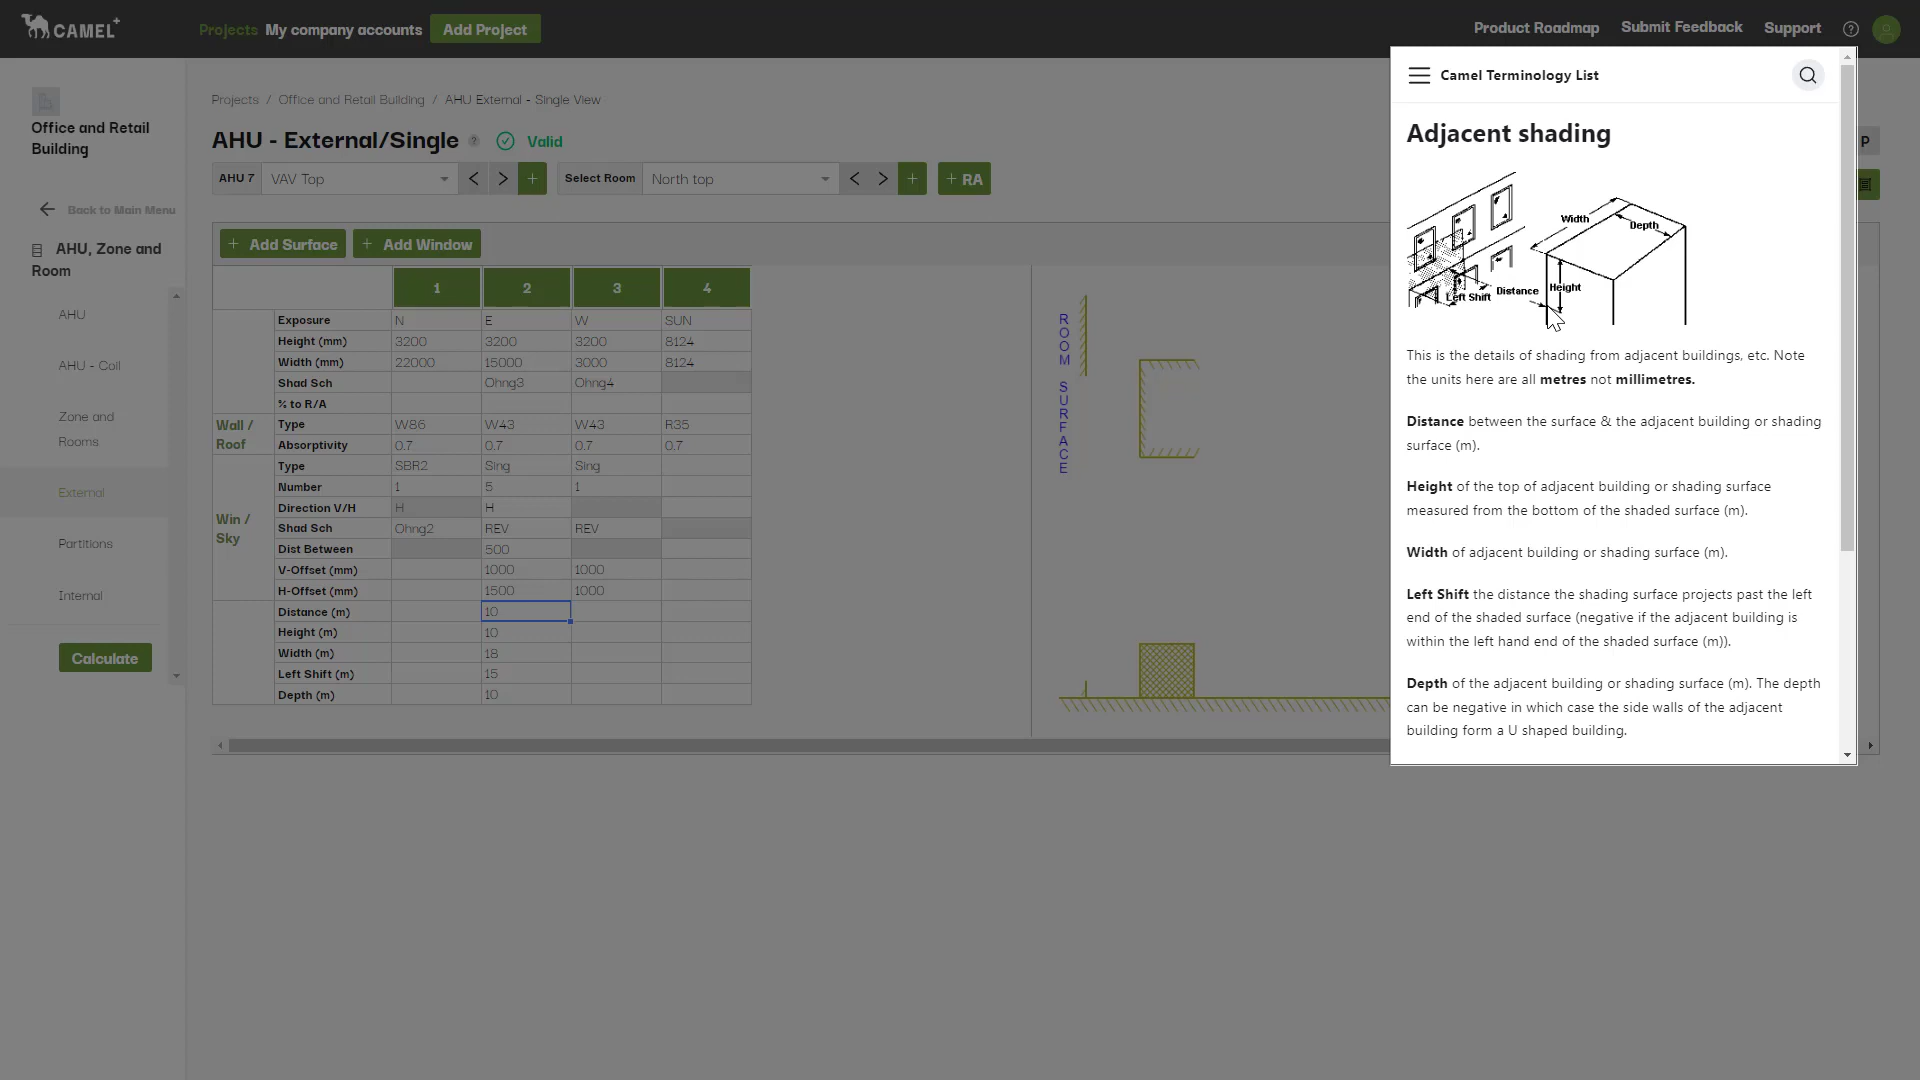 CAMEL+
Projects My company accounts Add Project
Product Roadmap Submit Feedback Support
Office and Retail
Building
Back to Main Menu
AHU, Zone and
Room
AHU
AHU - Coil
Zone and
Rooms
External
Partitions
Internal
Calculate
Projects / Office and Retail Building / AHU External - Single View
AHU - External/Single ? Valid
AHU 7 VAV Top < > + Select Room North top < > + + RA
P
+ Add Surface + Add Window
1 2 3 4
Exposure N E W SUN
Height (mm) 3200 3200 3200 8124
Width (mm) 22000 15000 3000 8124
Shad Sch Ohng3 Ohng4
% to R/A
Wall /
Roof
Type W86 W43 W43 R35
Absorptivity 0.7 0.7 0.7 0.7
Win /
Sky
Type SBR2 Sing Sing
Number 1 5 1
Direction V/H H H
Shad Sch Ohng2 REV REV
Dist Between 500
V-Offset (mm) 1000 1000
H-Offset (mm) 1500 1000
Distance (m) 10
Height (m) 10
Width (m) 18
Left Shift (m) 15
Depth (m) 10
ROOM SURFACE
Camel Terminology List
Adjacent shading
Width
Depth
Height
Distance
Left Shift
This is the details of shading from adjacent buildings, etc. Note
the units here are all metres not millimetres.
Distance between the surface & the adjacent building or shading
surface (m).
Height of the top of adjacent building or shading surface
measured from the bottom of the shaded surface (m).
Width of adjacent building or shading surface (m).
Left Shift the distance the shading surface projects past the left
end of the shaded surface (negative if the adjacent building is
within the left hand end of the shaded surface (m)).
Depth of the adjacent building or shading surface (m). The depth
can be negative in which case the side walls of the adjacent
building form a U shaped building.